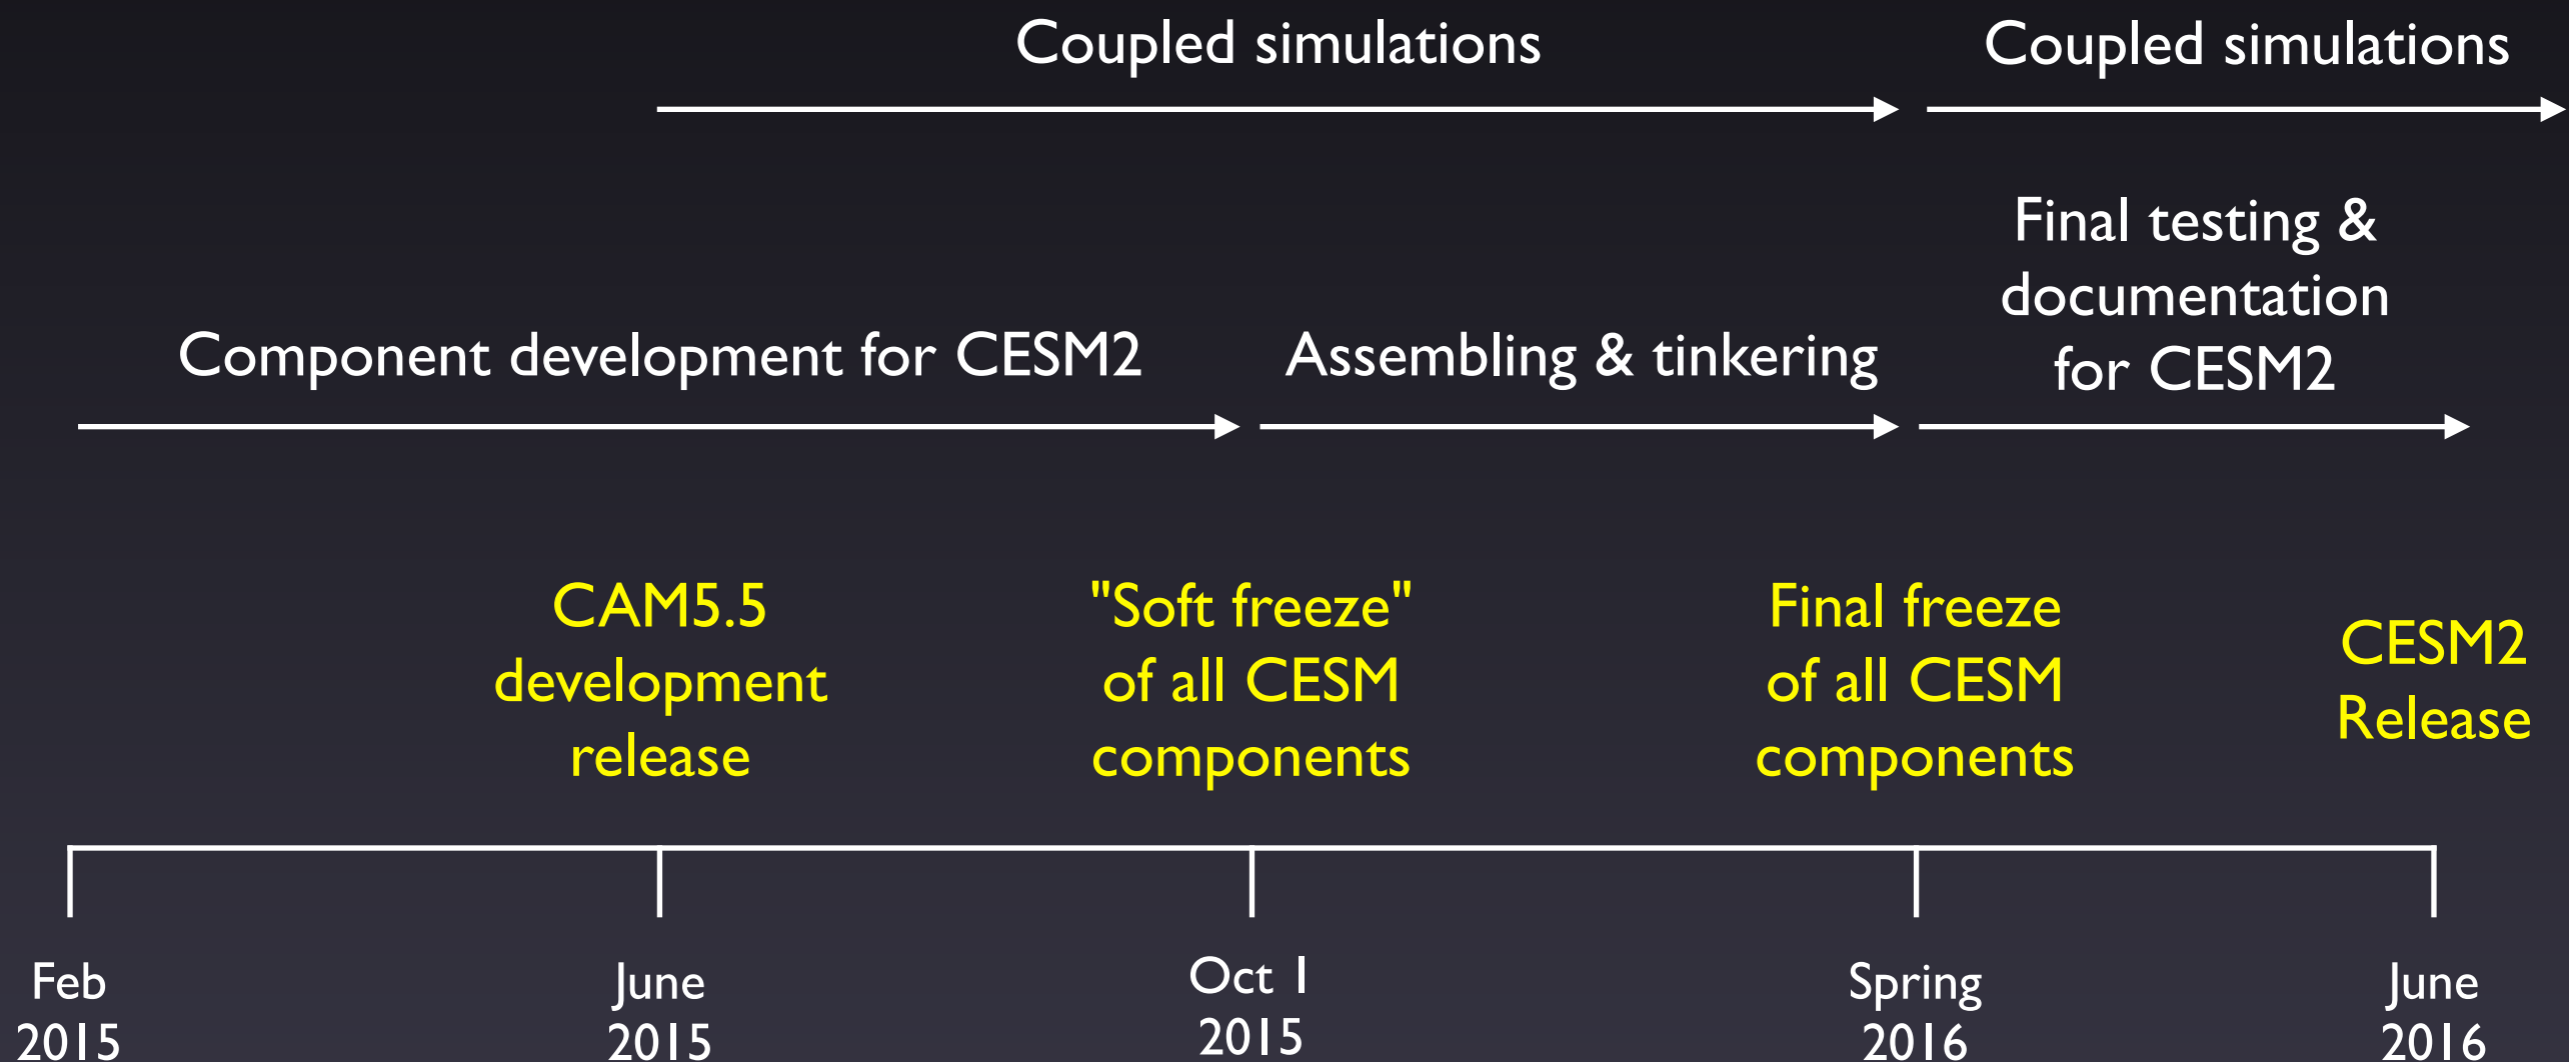 Coupled simulations
Coupled simulations
Component development for CESM2
Assembling & tinkering
Final testing &
documentation
for CESM2
CAM5.5
development
release
"Soft freeze"
of all CESM
components
Final freeze
of all CESM
components
CESM2
Release
Feb
2015
June
2015
Oct 1
2015
Spring
2016
June
2016